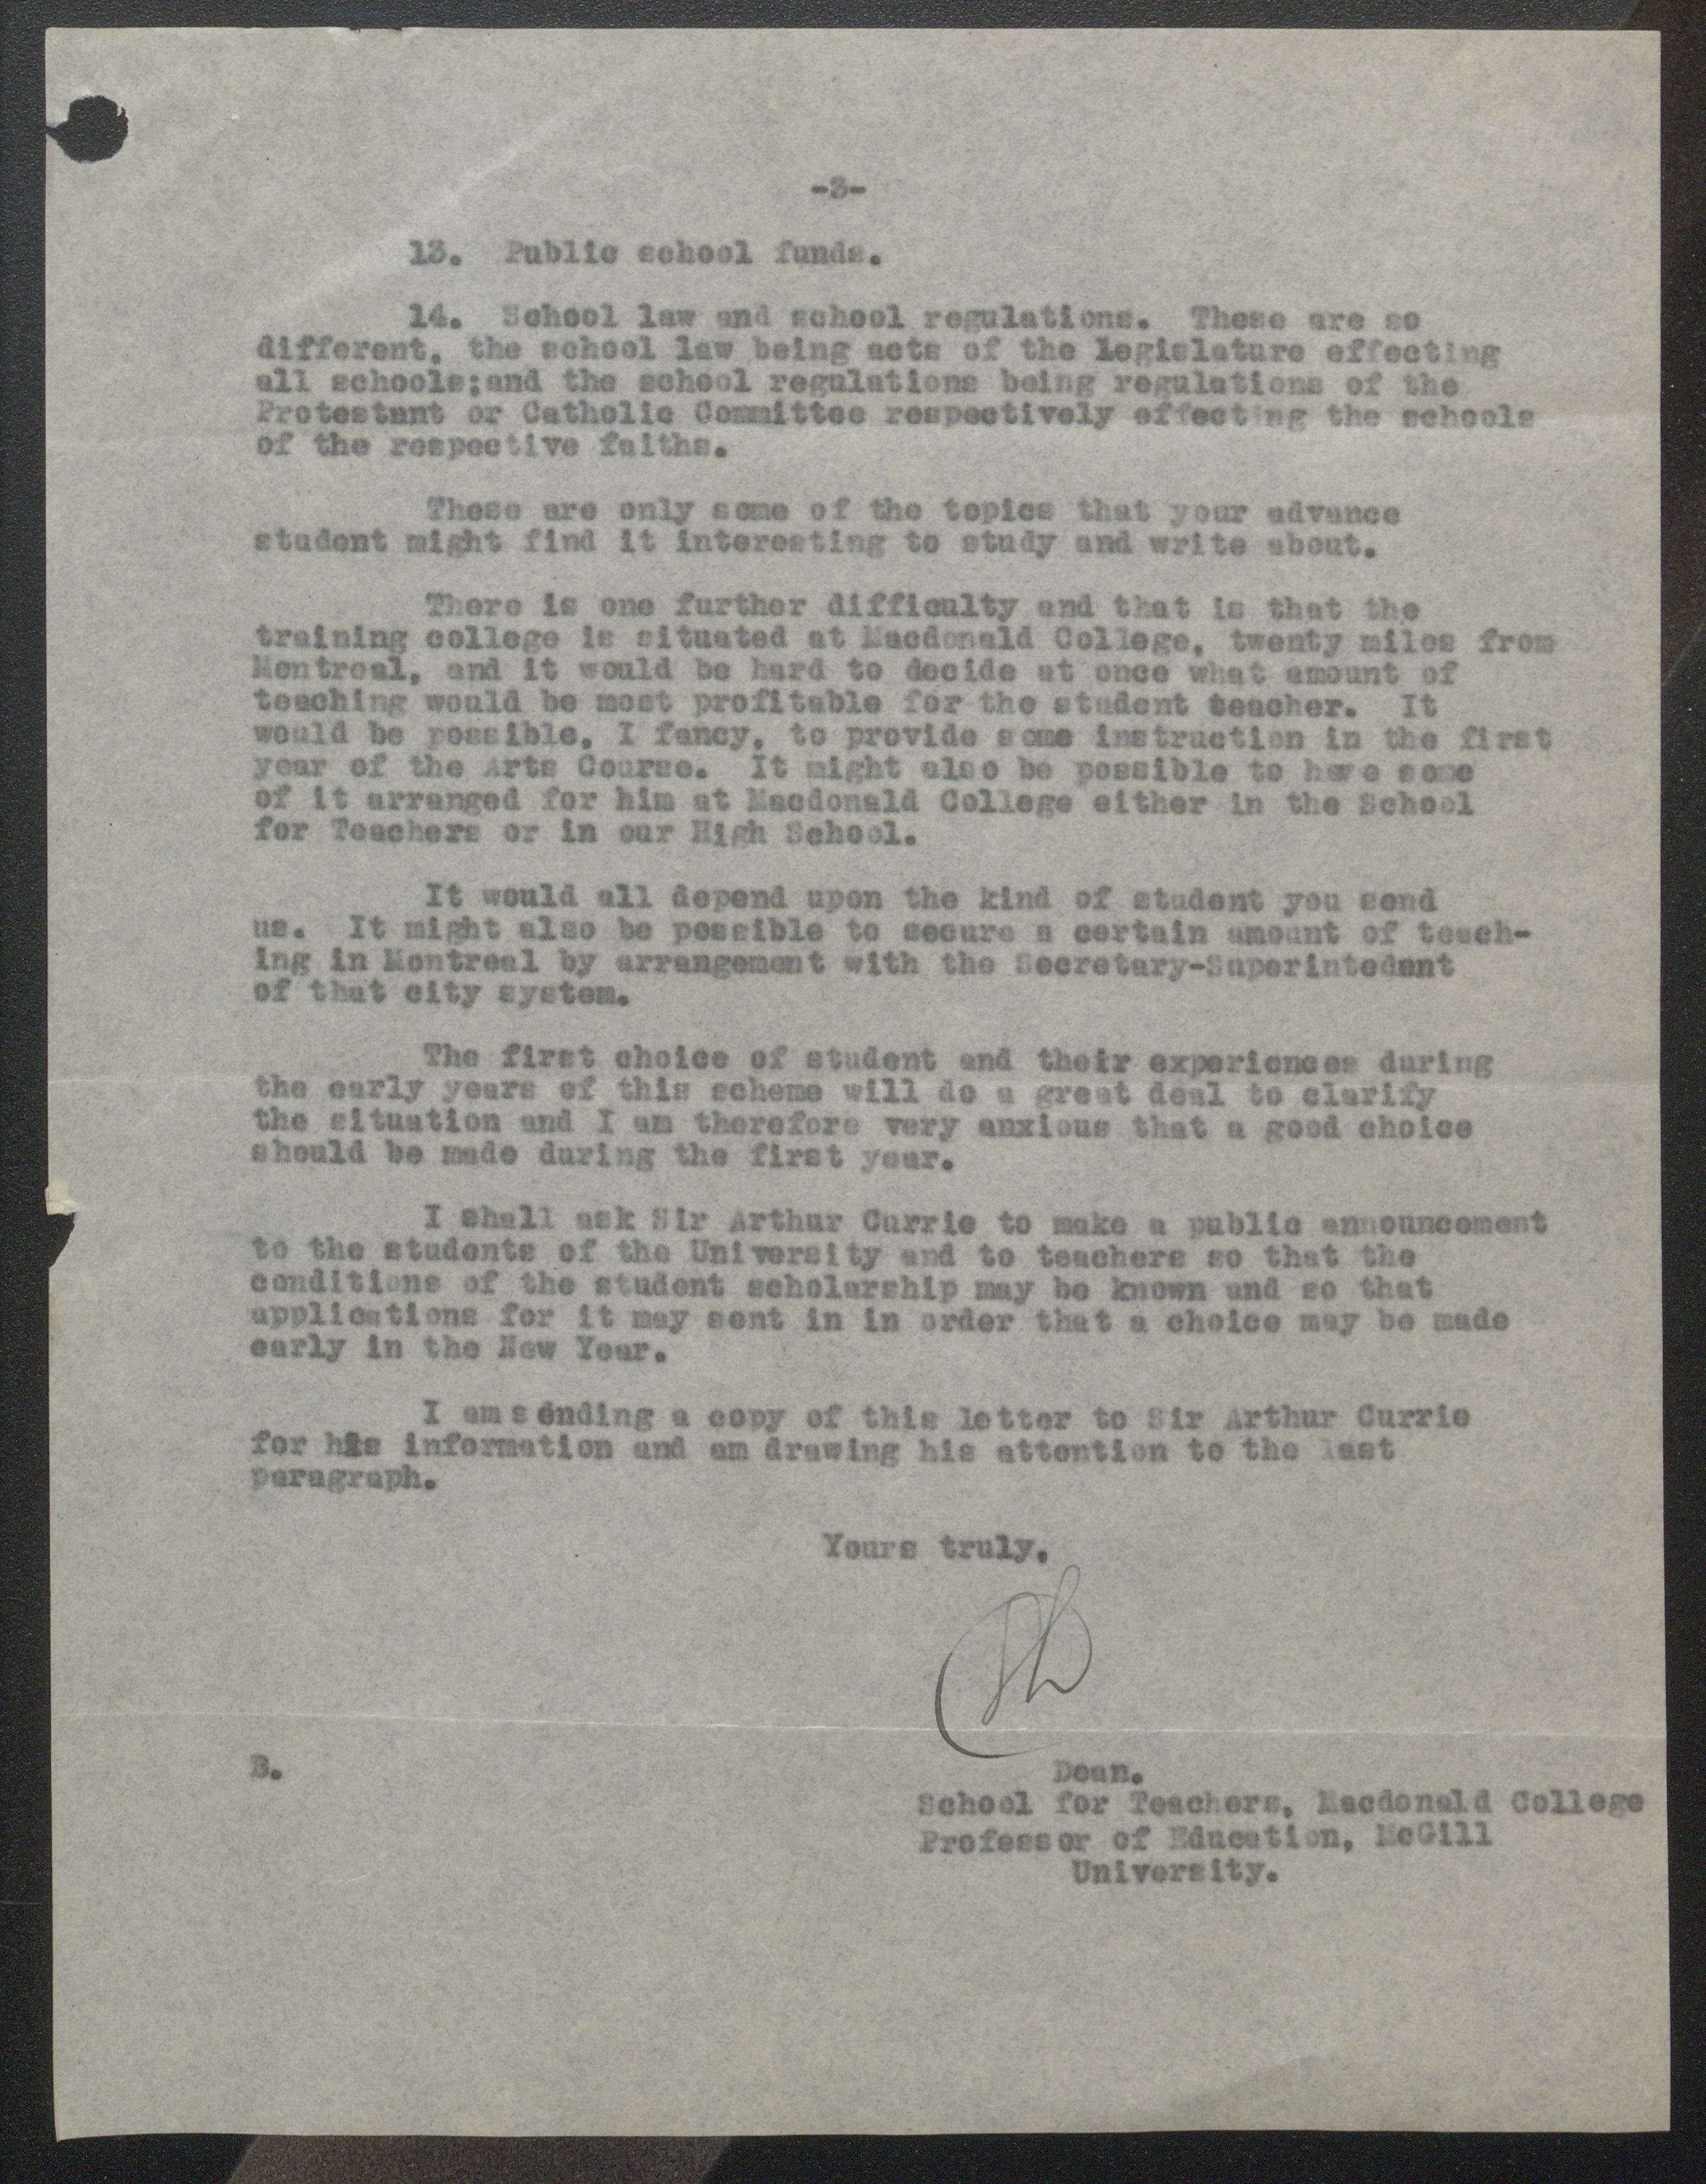 -3-
13. Public school funds.
14. School law and school regulations. These are so
different, the school law being acts of the legislature effecting
all schools;and the school regulations being regulations of the
Protestant or Catholic Committee respectively effecting the schools
of the respective faiths.
These are only some of the topics that your advance
student might find it interesting to study and write about.
There is one further difficulty and that is that the
training college is situated at Macdonald College, twenty miles from
Montreal, and it would be hard to decide at once what amount of
teaching would be most profitable for the student teacher. It
would be possible, I fancy, to provide some instruction in the first
year of the Arts Course. It might also be possible to have some
of it arranged for him at Macdonald College either in the School
for Teachers or in our High School.
It would all depend upon the kind of student you send
us. It might also be possible to secure a certain amount of teach-
ing in Montreal by arrangement with the Secretary-Superintedent
of that city system.
The first choice of student and their experiences during
the early years of this scheme will do a great deal to clarify
the situation and I am therefore very anxious that a good choice
should be made during the first year.
I shall ask Sir Arthur Currie to make a public announcement
to the students of the University and to teachers so that the
conditions of the student scholarship may be known and so that
applications for it may sent in in order that a choice may be made
early in the New Year.
I am sending a copy of this letter to Sir Arthur Currie
for his information and am drawing his attention to the last
paragraph.
Yours truly,
B.
Dean.
School for Teachers, Macdonald College
Professor of Education, McGill
University.